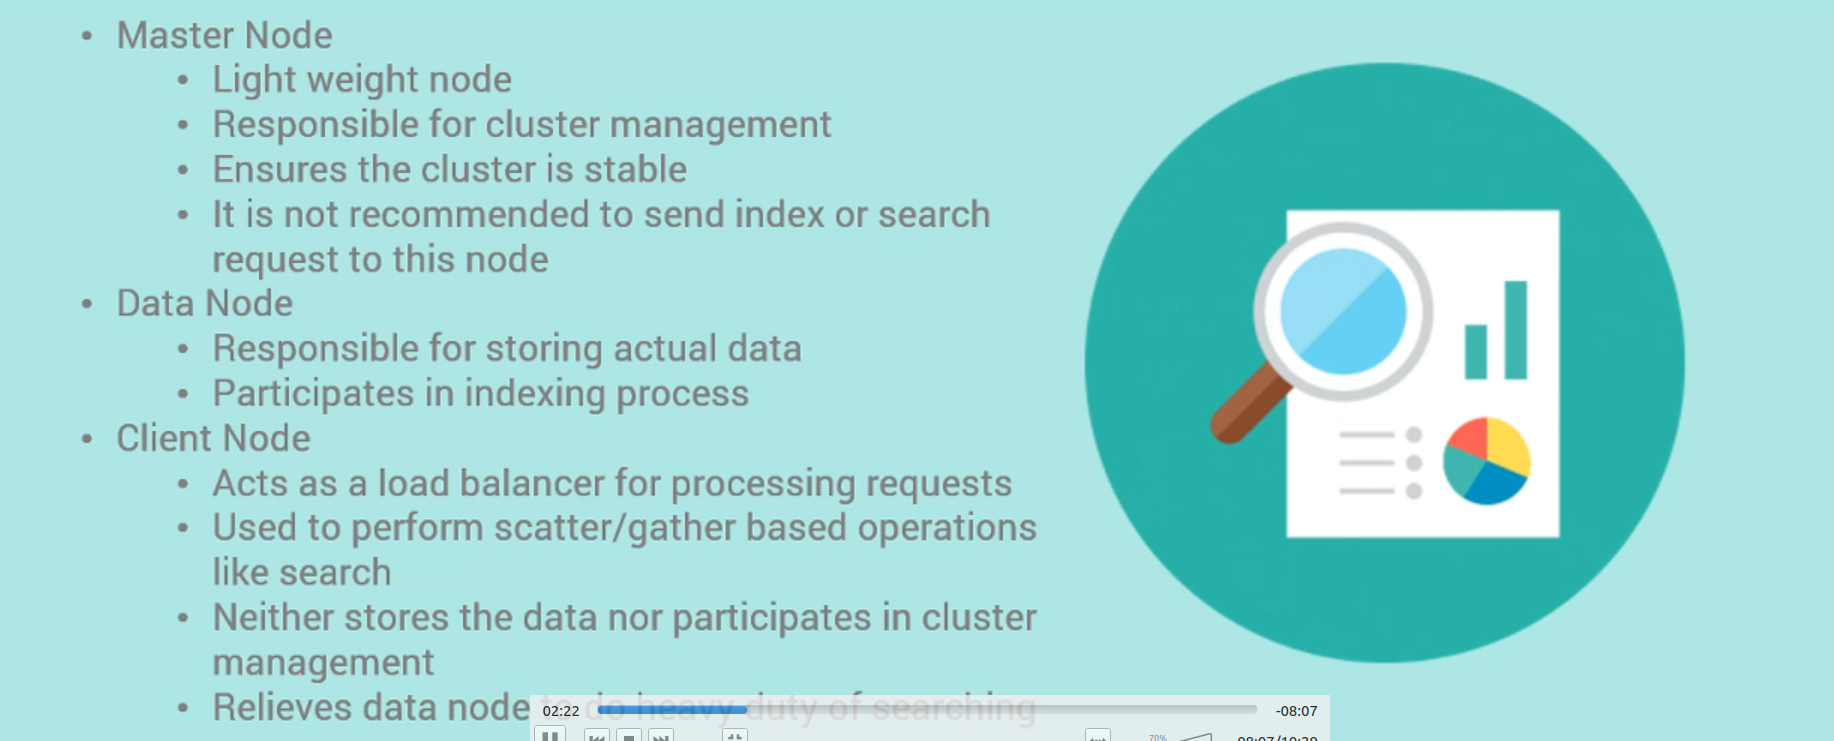 • Master Node
• Light weight node
• Responsible for cluster management
• Ensures the cluster is stable
• It is not recommended to send index or search
request to this node
• Data Node
• Responsible for storing actual data
• Participates in indexing process
• Client Node
• Acts as a load balancer for processing requests
• Used to perform scatter/gather based operations
like search
• Neither stores the data nor participates in cluster
management
• Relieves data node to do heavy duty of searching
02:22
-08:07
70%
08:07/10:30